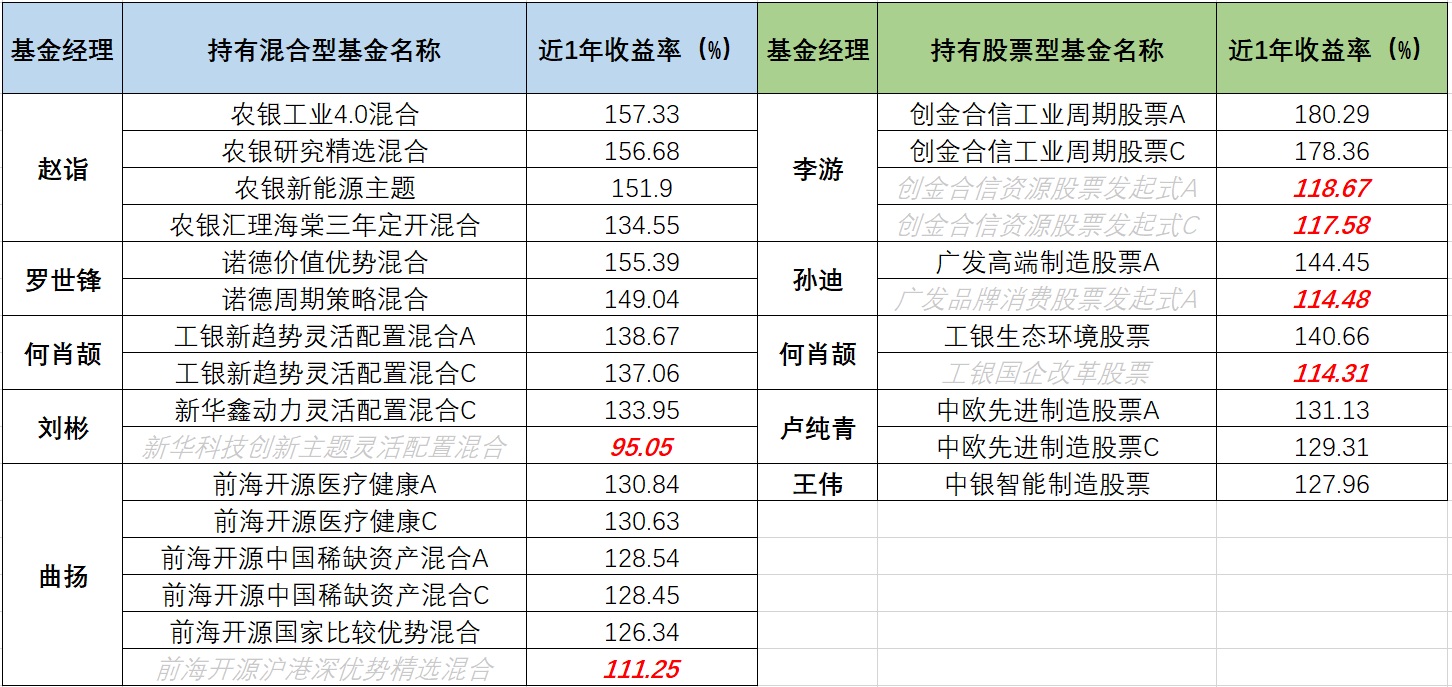 基金经理 持有混合型基金名称 近1年收益率（%） 基金经理 持有股票型基金名称 近1年收益率（%）
赵诣 农银工业4.0混合 157.33 李游 创金合信工业周期股票A 180.29
农银研究精选混合 156.68 创金合信工业周期股票C 178.36
农银新能源主题 151.9 创金合信资源股票发起式A 118.67
农银汇理海棠三年定开混合 134.55 创金合信资源股票发起式C 117.58
罗世锋 诺德价值优势混合 155.39 孙迪 广发高端制造股票A 144.45
诺德周期策略混合 149.04 广发品牌消费股票发起式A 114.48
何肖颉 工银新趋势灵活配置混合A 138.67 何肖颉 工银生态环境股票 140.66
工银新趋势灵活配置混合C 137.06 工银国企改革股票 114.31
刘彬 新华鑫动力灵活配置混合C 133.95 卢纯青 中欧先进制造股票A 131.13
新华科技创新主题灵活配置混合 95.05 中欧先进制造股票C 129.31
曲扬 前海开源医疗健康A 130.84 王伟 中银智能制造股票 127.96
前海开源医疗健康C 130.63
前海开源中国稀缺资产混合A 128.54
前海开源中国稀缺资产混合C 128.45
前海开源国家比较优势混合 126.34
前海开源沪港深优势精选混合 111.25